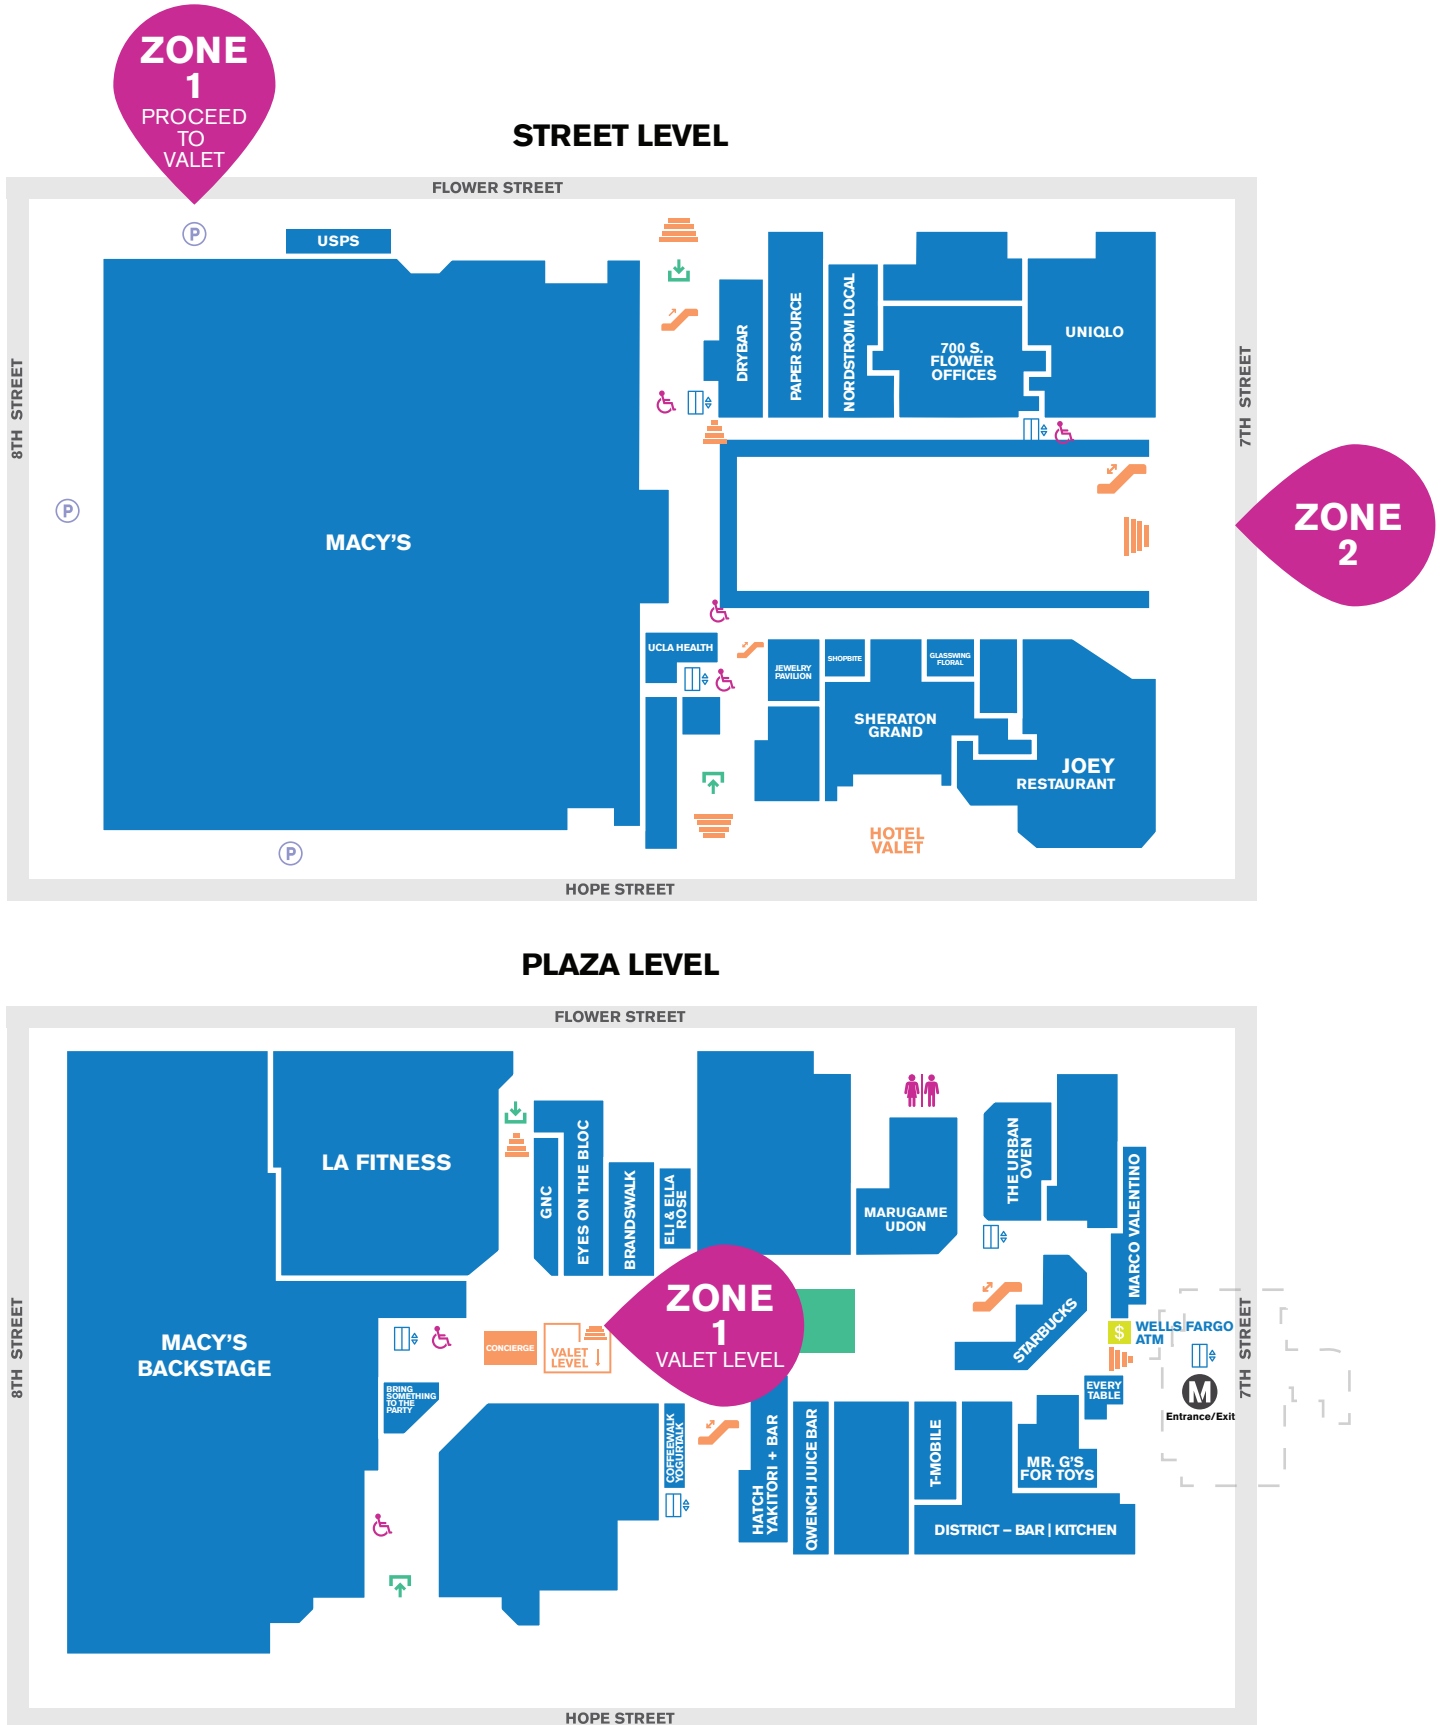 ZONE
1
PROCEED
TO
VALET
STREET LEVEL
FLOWER STREET
P
USPS
DRYBAR
PAPER SOURCE
NORDSTROM LOCAL
700 S.
FLOWER
OFFICES
UNIQLO
8TH STREET
7TH STREET
P
MACY'S
ZONE
2
UCLA HEALTH
JEWELRY
PAVILION
SHOPBITE
GLASSWING
FLORAL
SHERATON
GRAND
JOEY
RESTAURANT
HOTEL
VALET
P
HOPE STREET
PLAZA LEVEL
FLOWER STREET
LA FITNESS
GNC
EYES ON THE BLOC
BRANDSWALK
ELI & ELLA
ROSE
MARUGAME
UDON
THE URBAN
OVEN
MARCO VALENTINO
8TH STREET
7TH STREET
MACY'S
BACKSTAGE
CONCIERGE
VALET
LEVEL
ZONE
1
VALET LEVEL
STARBUCKS
$
WELLS FARGO
ATM
BRING
SOMETHING
TO THE
PARTY
EVERY
TABLE
M
Entrance/Exit
COFFEEWALK
YOGURTALK
HATCH
YAKITORI + BAR
QWENCH JUICE BAR
T-MOBILE
MR. G'S
FOR TOYS
DISTRICT – BAR | KITCHEN
HOPE STREET